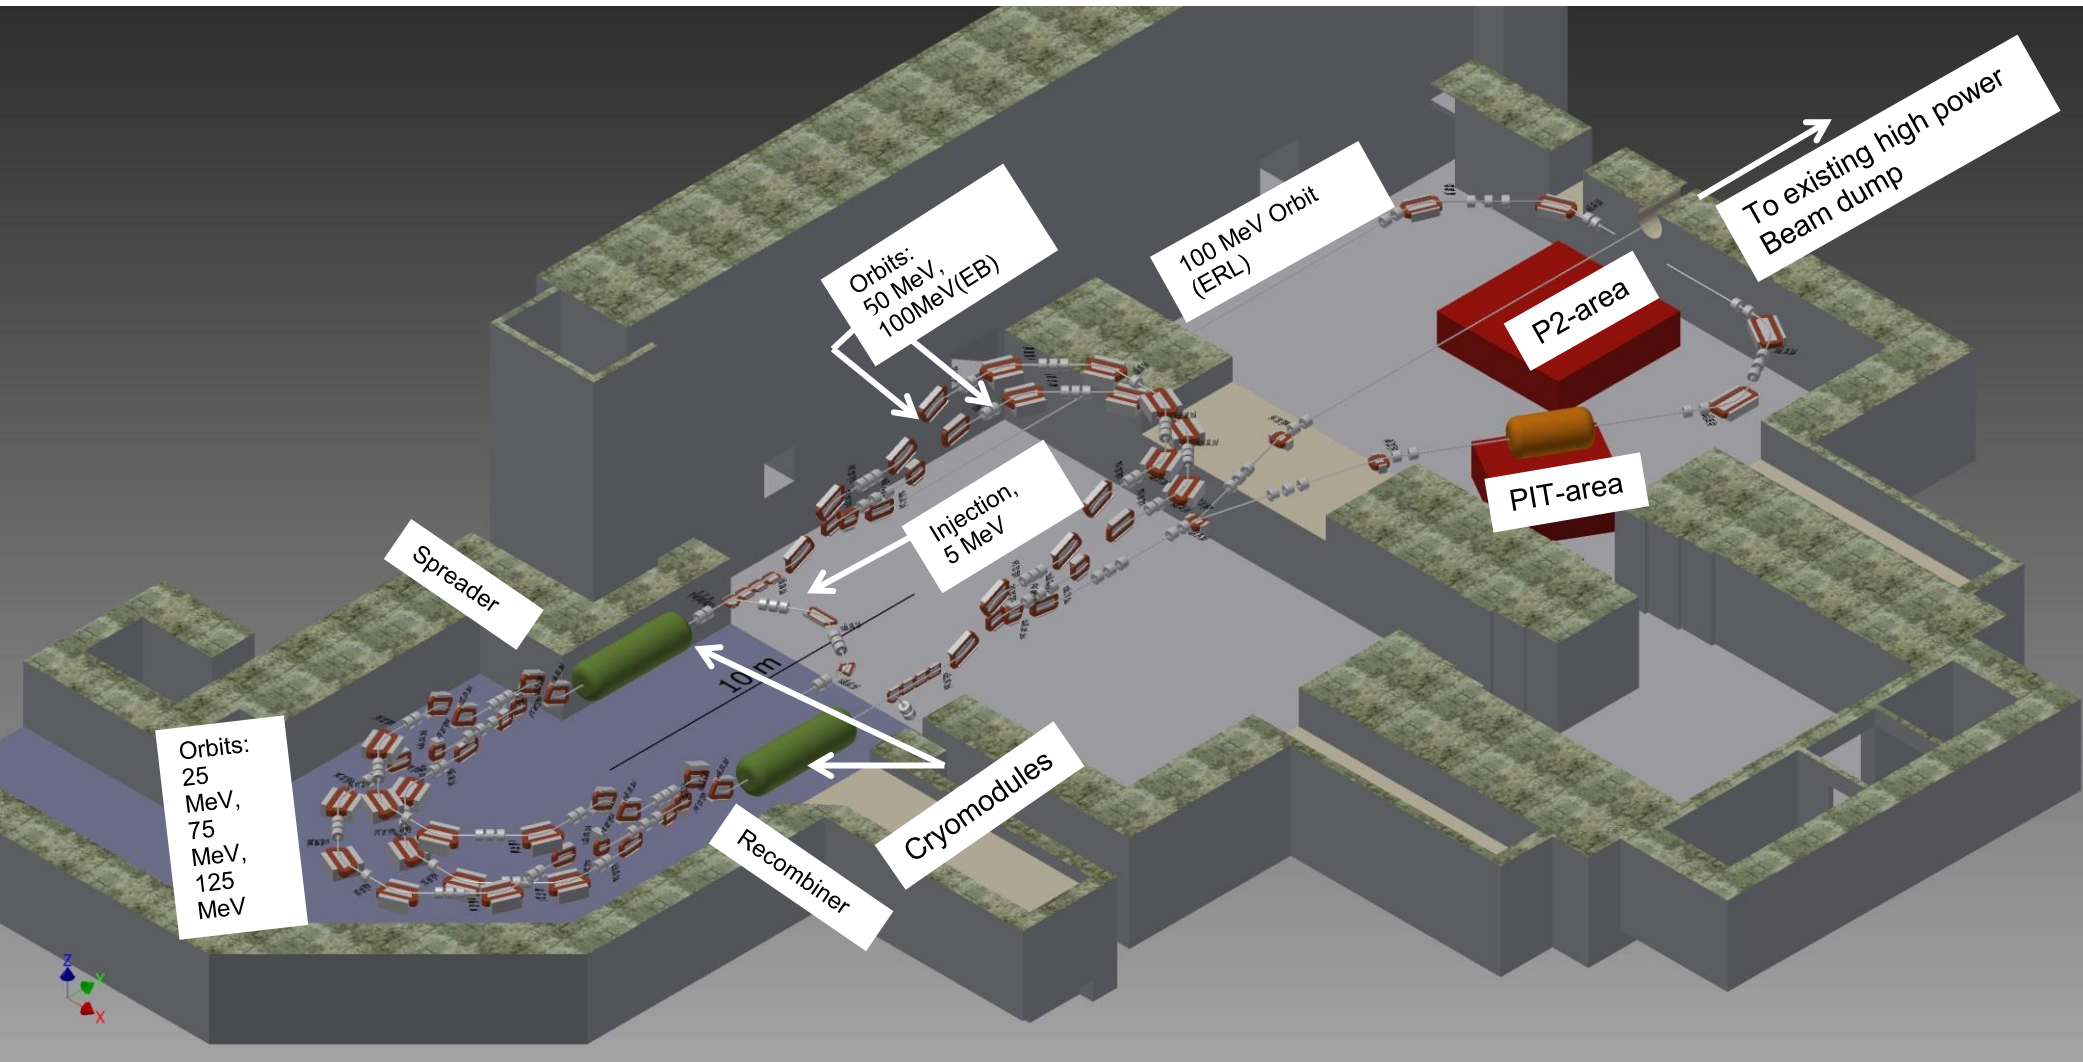 To existing high power
Beam dump
100 MeV Orbit
(ERL)
Orbits:
50 MeV,
100MeV(EB)
P2-area
PIT-area
Injection,
5 MeV
Spreader
10 m
Orbits:
25
MeV,
75
MeV,
125
MeV
Cryomodules
Recombiner
Z
Y
X